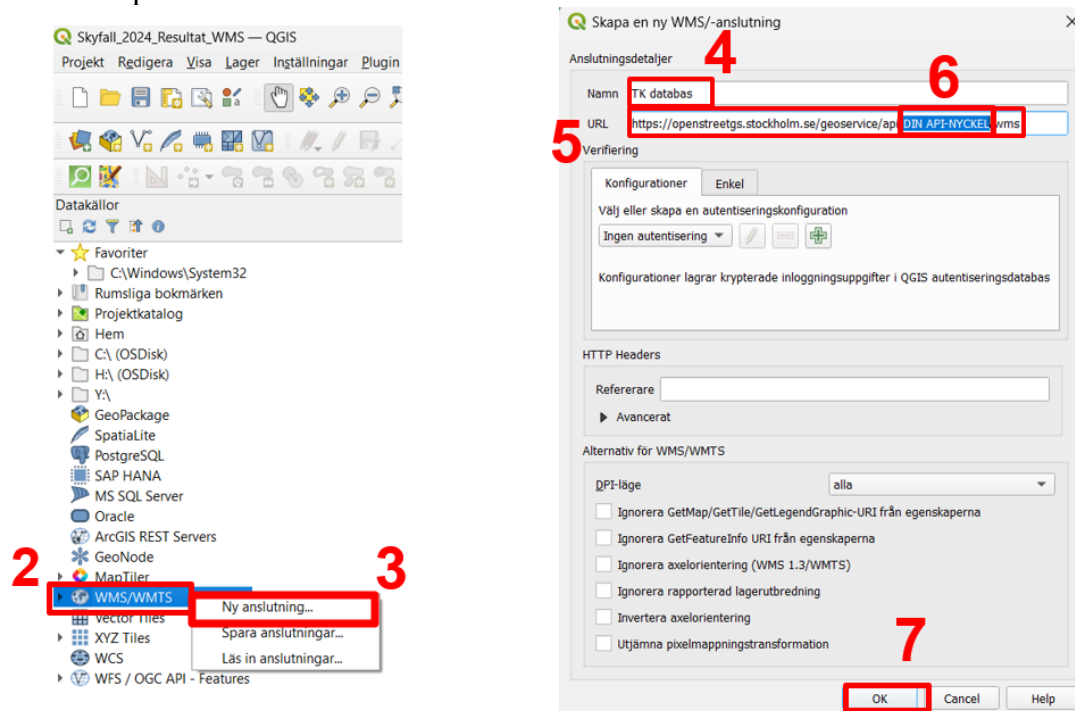 Skyfall_2024_Resultat_WMS — QGIS
Projekt Redigera Visa Lager Inställningar Plugin
Datakällor
Favoriter
C:\Windows\System32
Rumsliga bokmärken
Projektkatalog
Hem
C:\ (OSDisk)
H:\ (OSDisk)
Y:\
GeoPackage
SpatiaLite
PostgreSQL
SAP HANA
MS SQL Server
Oracle
ArcGIS REST Servers
GeoNode
MapTiler
2
WMS/WMTS
3
Ny anslutning...
Vector Tiles
Spara anslutningar...
XYZ Tiles
WCS
Läs in anslutningar...
WFS / OGC API - Features
Skapa en ny WMS/-anslutning
Anslutningsdetaljer
4
Namn TK databas
6
5
URL https://openstreetgs.stockholm.se/geoservice/api/DIN API-NYCKEL/wms
Verifiering
Konfigurationer Enkel
Välj eller skapa en autentiseringskonfiguration
Ingen autentisering
Konfigurationer lagrar krypterade inloggningsuppgifter i QGIS autentiseringsdatabas
HTTP Headers
Refererare
Avancerat
Alternativ för WMS/WMTS
DPI-läge alla
Ignorera GetMap/GetTile/GetLegendGraphic-URI från egenskaperna
Ignorera GetFeatureInfo URI från egenskaperna
Ignorera axelorientering (WMS 1.3/WMTS)
Ignorera rapporterad lagerutbredning
Invertera axelorientering
Utjämna pixelmappningstransformation
7
OK Cancel Help